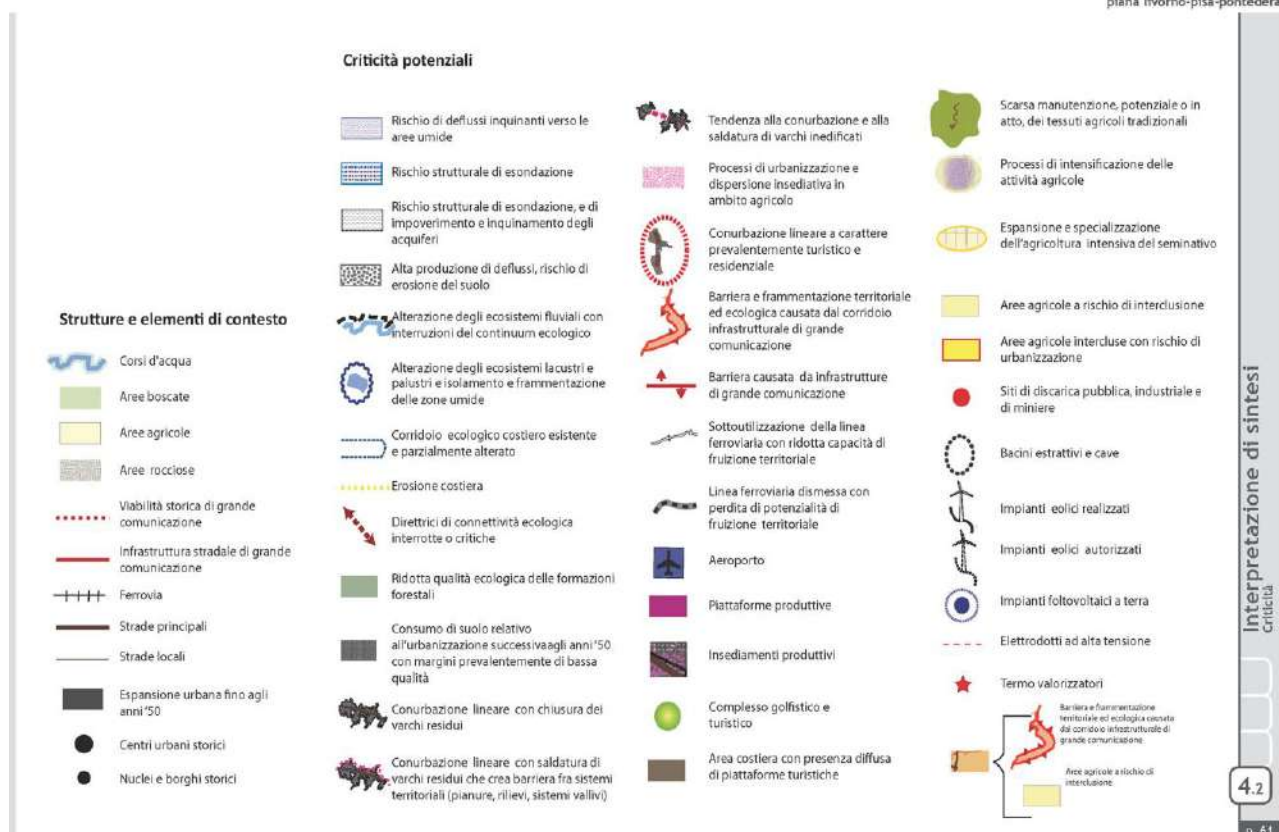 piana livorno-pisa-pontedera
Criticità potenziali
Rischio di deflussi inquinanti verso le
aree umide
Rischio strutturale di esondazione
Rischio strutturale di esondazione, e di
impoverimento e inquinamento degli
acquiferi
Alta produzione di deflussi, rischio di
erosione del suolo
Alterazione degli ecosistemi fluviali con
interruzioni del continuum ecologico
Alterazione degli ecosistemi lacustri e
palustri e isolamento e frammentazione
delle zone umide
Corridoio ecologico costiero esistente
e parzialmente alterato
Erosione costiera
Direttrici di connettività ecologica
interrotte o critiche
Ridotta qualità ecologica delle formazioni
forestali
Consumo di suolo relativo
all'urbanizzazione successivaagli anni '50
con margini prevalentemente di bassa
qualità
Conurbazione lineare con chiusura dei
varchi residui
Conurbazione lineare con saldatura di
varchi residui che crea barriera fra sistemi
territoriali (pianure, rilievi, sistemi vallivi)
Strutture e elementi di contesto
Corsi d'acqua
Aree boscate
Aree agricole
Aree rocciose
Viabilità storica di grande
comunicazione
Infrastruttura stradale di grande
comunicazione
Ferrovia
Strade principali
Strade locali
Espansione urbana fino agli
anni '50
Centri urbani storici
Nuclei e borghi storici
Tendenza alla conurbazione e alla
saldatura di varchi inedificati
Processi di urbanizzazione e
dispersione insediativa in
ambito agricolo
Conurbazione lineare a carattere
prevalentemente turistico e
residenziale
Barriera e frammentazione territoriale
ed ecologica causata dal corridoio
infrastrutturale di grande
comunicazione
Barriera causata da infrastrutture
di grande comunicazione
Sottoutilizzazione della linea
ferroviaria con ridotta capacità di
fruizione territoriale
Linea ferroviaria dismessa con
perdita di potenzialità di
fruizione territoriale
Aeroporto
Piattaforme produttive
Insediamenti produttivi
Complesso golfistico e
turistico
Area costiera con presenza diffusa
di piattaforme turistiche
Scarsa manutenzione, potenziale o in
atto, dei tessuti agricoli tradizionali
Processi di intensificazione delle
attività agricole
Espansione e specializzazione
dell'agricoltura intensiva del seminativo
Aree agricole a rischio di interclusione
Aree agricole intercluse con rischio di
urbanizzazione
Siti di discarica pubblica, industriale e
di miniere
Bacini estrattivi e cave
Impianti eolici realizzati
Impianti eolici autorizzati
Impianti foltovoltaici a terra
Elettrodotti ad alta tensione
Termo valorizzatori
Barriera e frammentazione
territoriale ed ecologica causata
dal corridoio infrastrutturale di
grande comunicazione
Aree agricole a rischio di
interclusione
Interpretazione di sintesi
Criticità
4.2
p. 61